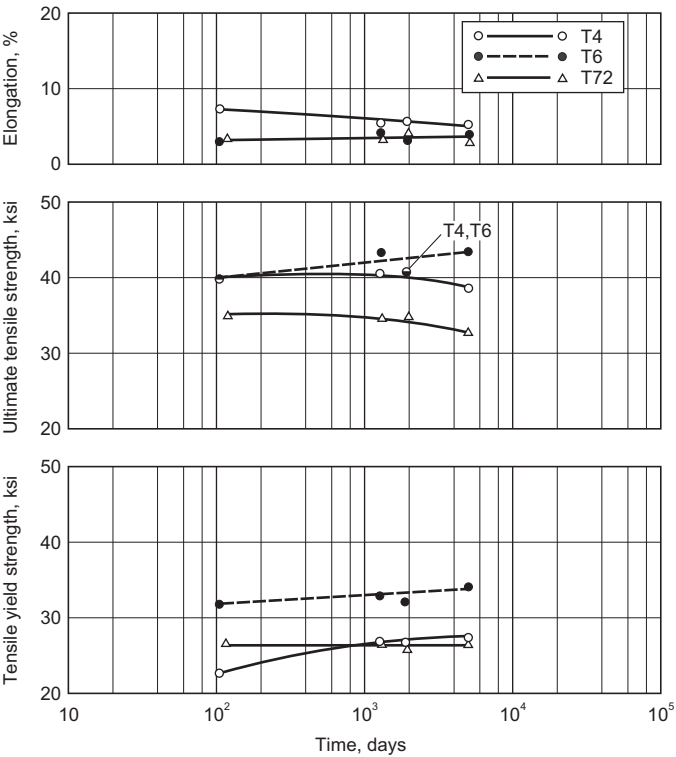 Elongation, %
20
10
0
T4
T6
T72
Ultimate tensile strength, ksi
50
40
30
20
T4,T6
Tensile yield strength, ksi
50
40
30
20
10
10²
10³
10⁴
10⁵
Time, days